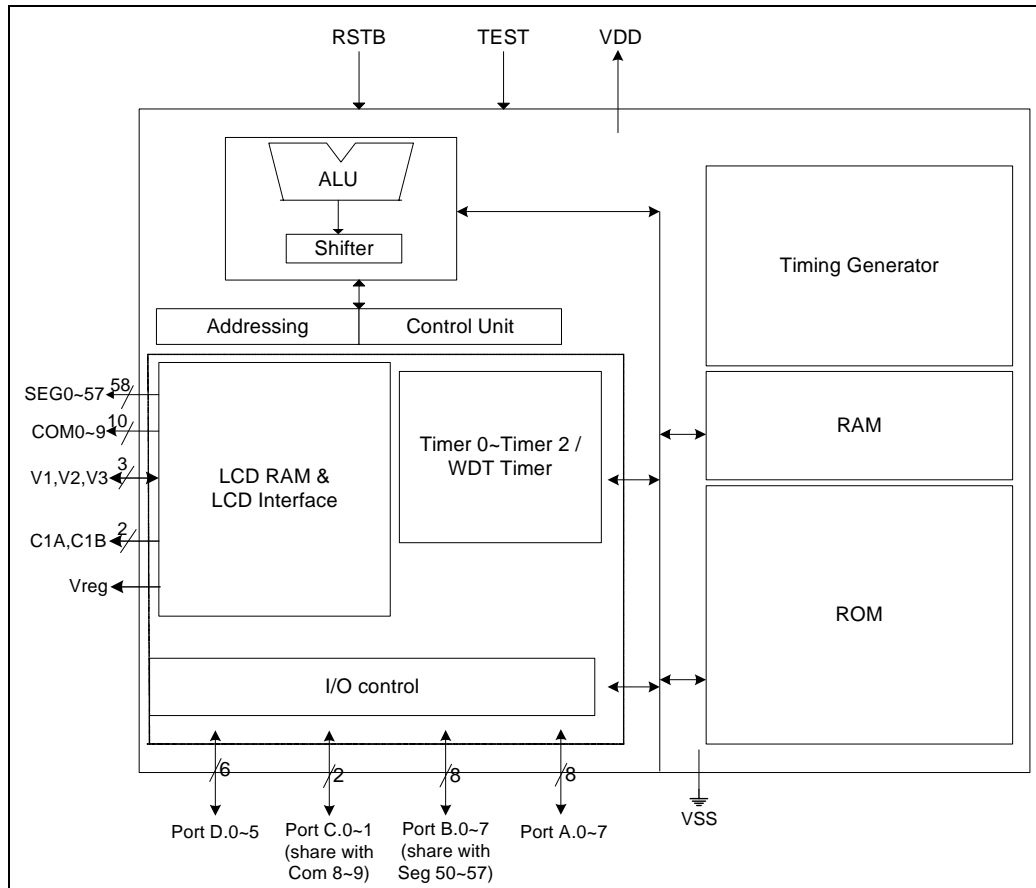 RSTB
TEST
VDD
ALU
Shifter
Timing Generator
Addressing
Control Unit
SEG0~57
58
COM0~9
10
V1,V2,V3
3
C1A,C1B
2
Vreg
LCD RAM &
LCD Interface
Timer 0~Timer 2 /
WDT Timer
RAM
ROM
I/O control
6
2
8
8
Port D.0~5
Port C.0~1
(share with
Com 8~9)
Port B.0~7
(share with
Seg 50~57)
Port A.0~7
VSS